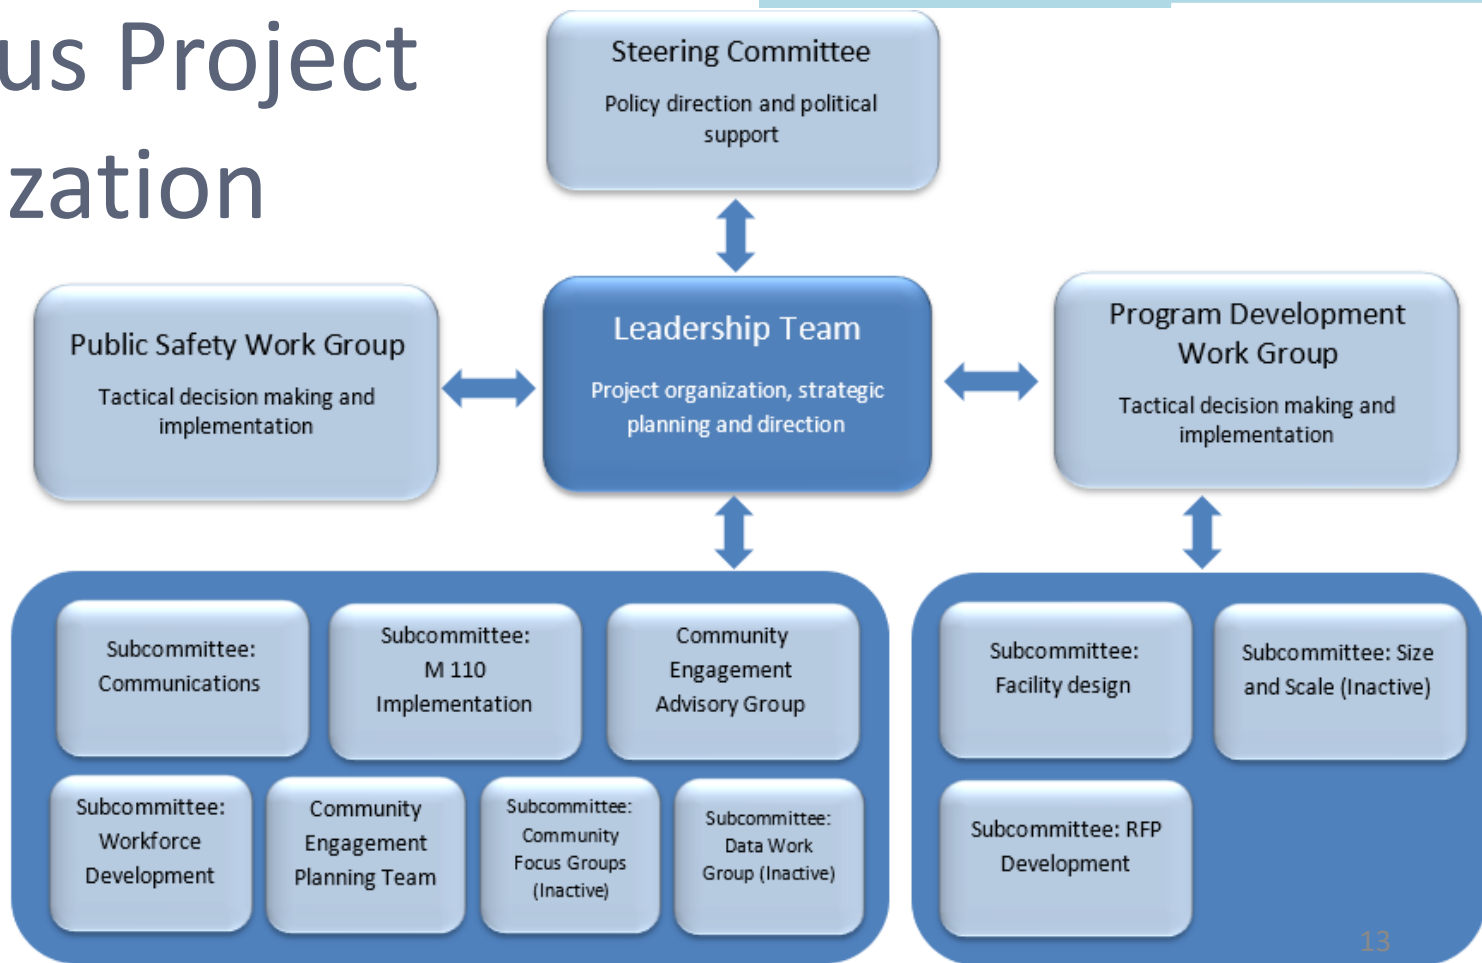 us Project
zation
Steering Committee
Policy direction and political
support
Public Safety Work Group
Tactical decision making and
implementation
Leadership Team
Project organization, strategic
planning and direction
Program Development
Work Group
Tactical decision making and
implementation
Subcommittee:
Communications
Subcommittee:
M 110
Implementation
Community
Engagement
Advisory Group
Subcommittee:
Workforce
Development
Community
Engagement
Planning Team
Subcommittee:
Community
Focus Groups
(Inactive)
Subcommittee:
Data Work
Group (Inactive)
Subcommittee:
Facility design
Subcommittee: Size
and Scale (Inactive)
Subcommittee: RFP
Development
13